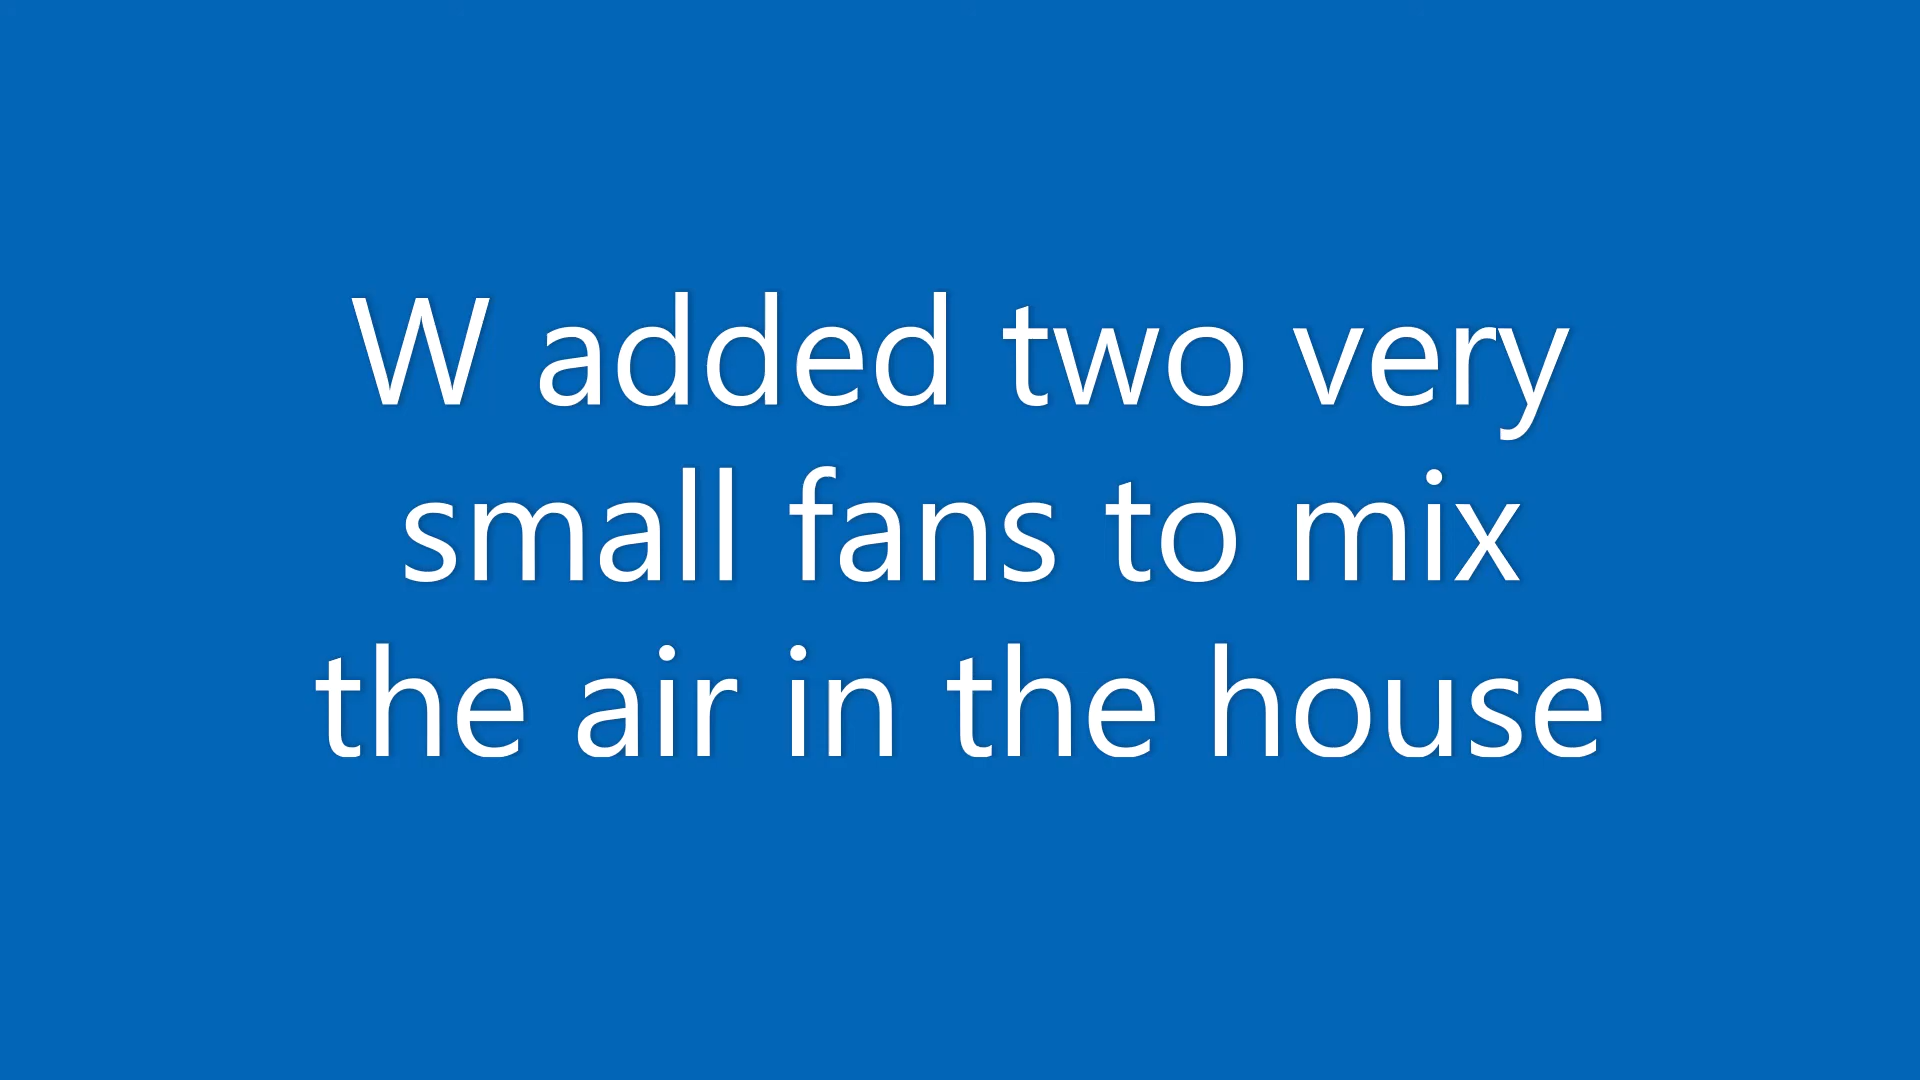 W added two very
small fans to mix
the air in the house